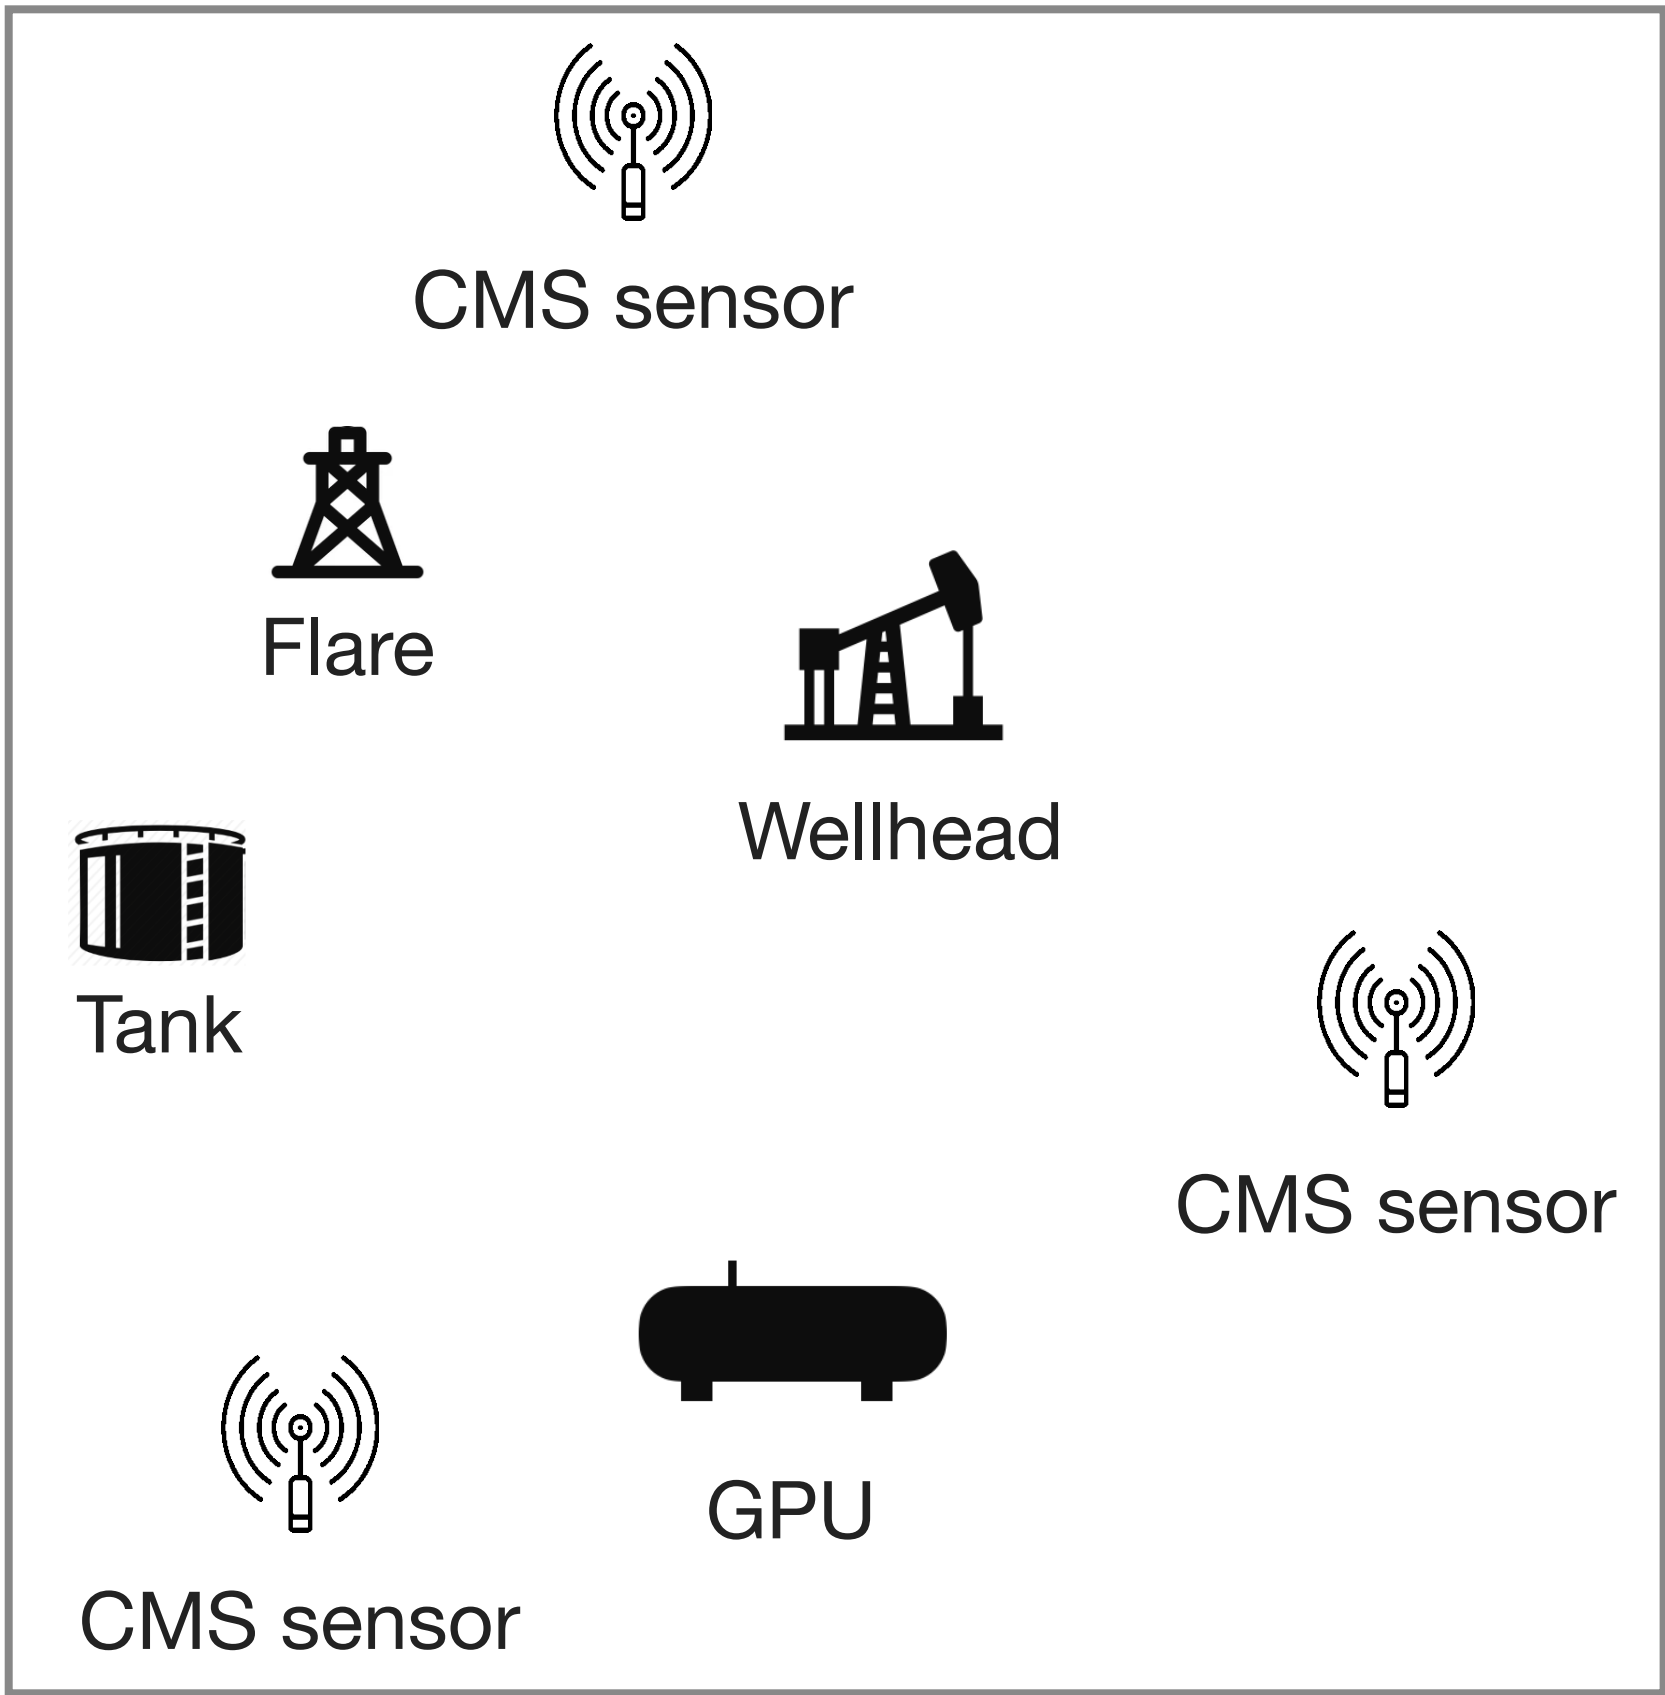 CMS sensor
Flare
Wellhead
Tank
CMS sensor
GPU
CMS sensor